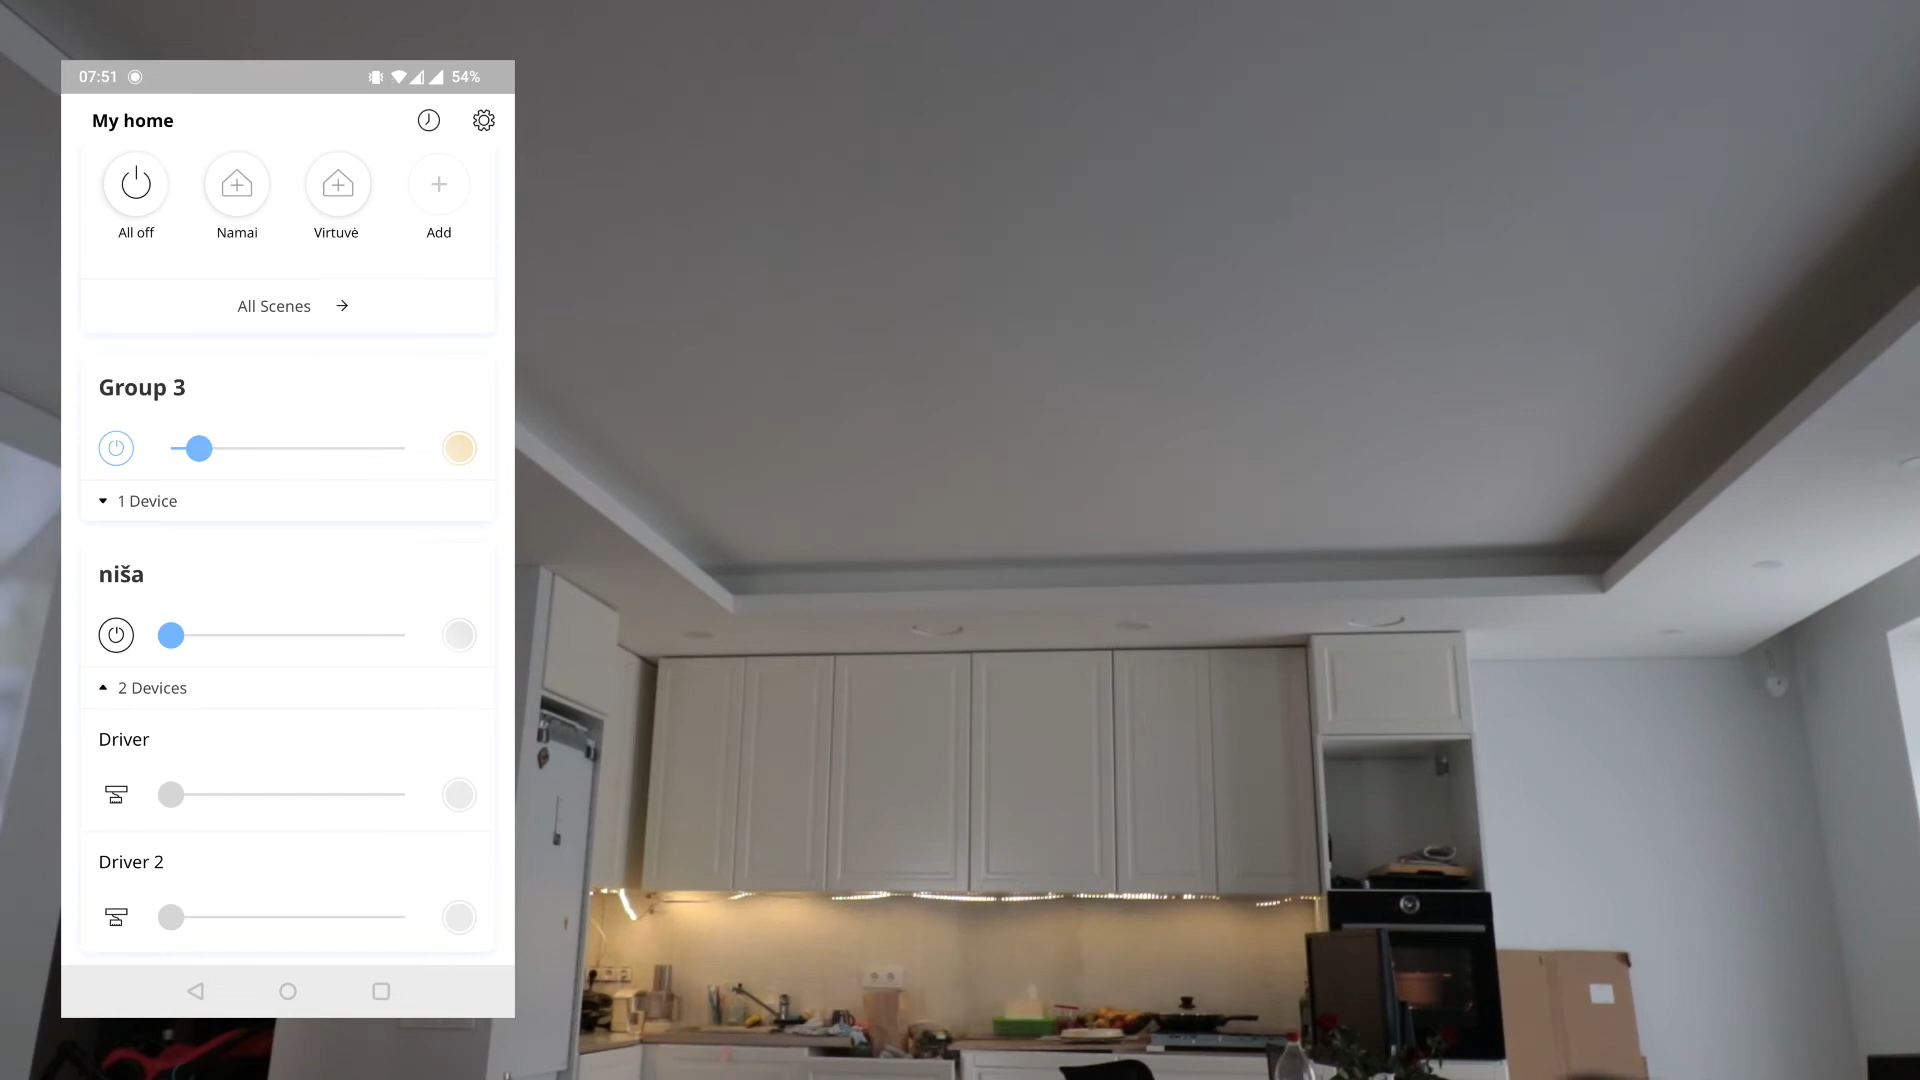 07:51 54%
My home
All off Namai Virtuvė Add
All Scenes
Group 3
1 Device
niša
2 Devices
Driver
Driver 2